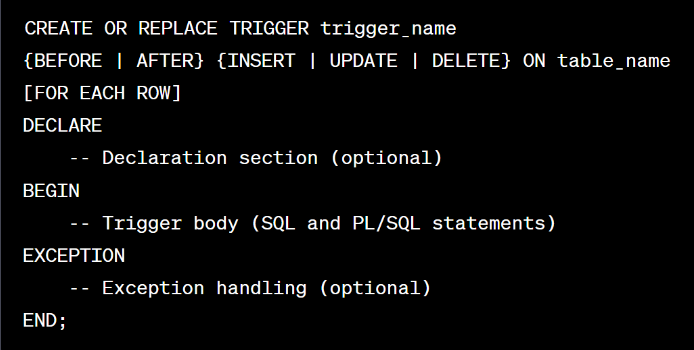 CREATE OR REPLACE TRIGGER trigger_name
{BEFORE | AFTER} {INSERT | UPDATE | DELETE} ON table_name
[FOR EACH ROW]
DECLARE
    -- Declaration section (optional)
BEGIN
    -- Trigger body (SQL and PL/SQL statements)
EXCEPTION
    -- Exception handling (optional)
END;